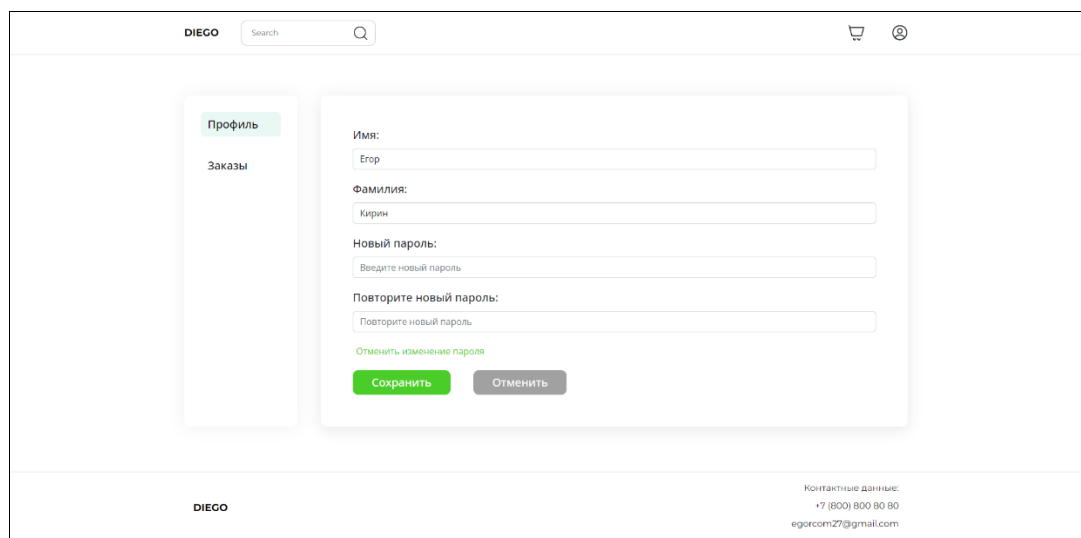 DIEGO
Search
Профиль
Заказы
Имя:
Егор
Фамилия:
Кирин
Новый пароль:
Введите новый пароль
Повторите новый пароль:
Повторите новый пароль
Отменить изменение пароля
Сохранить
Отменить
DIEGO
Контактные данные:
+7 (800) 800 80 80
egorcom27@gmail.com